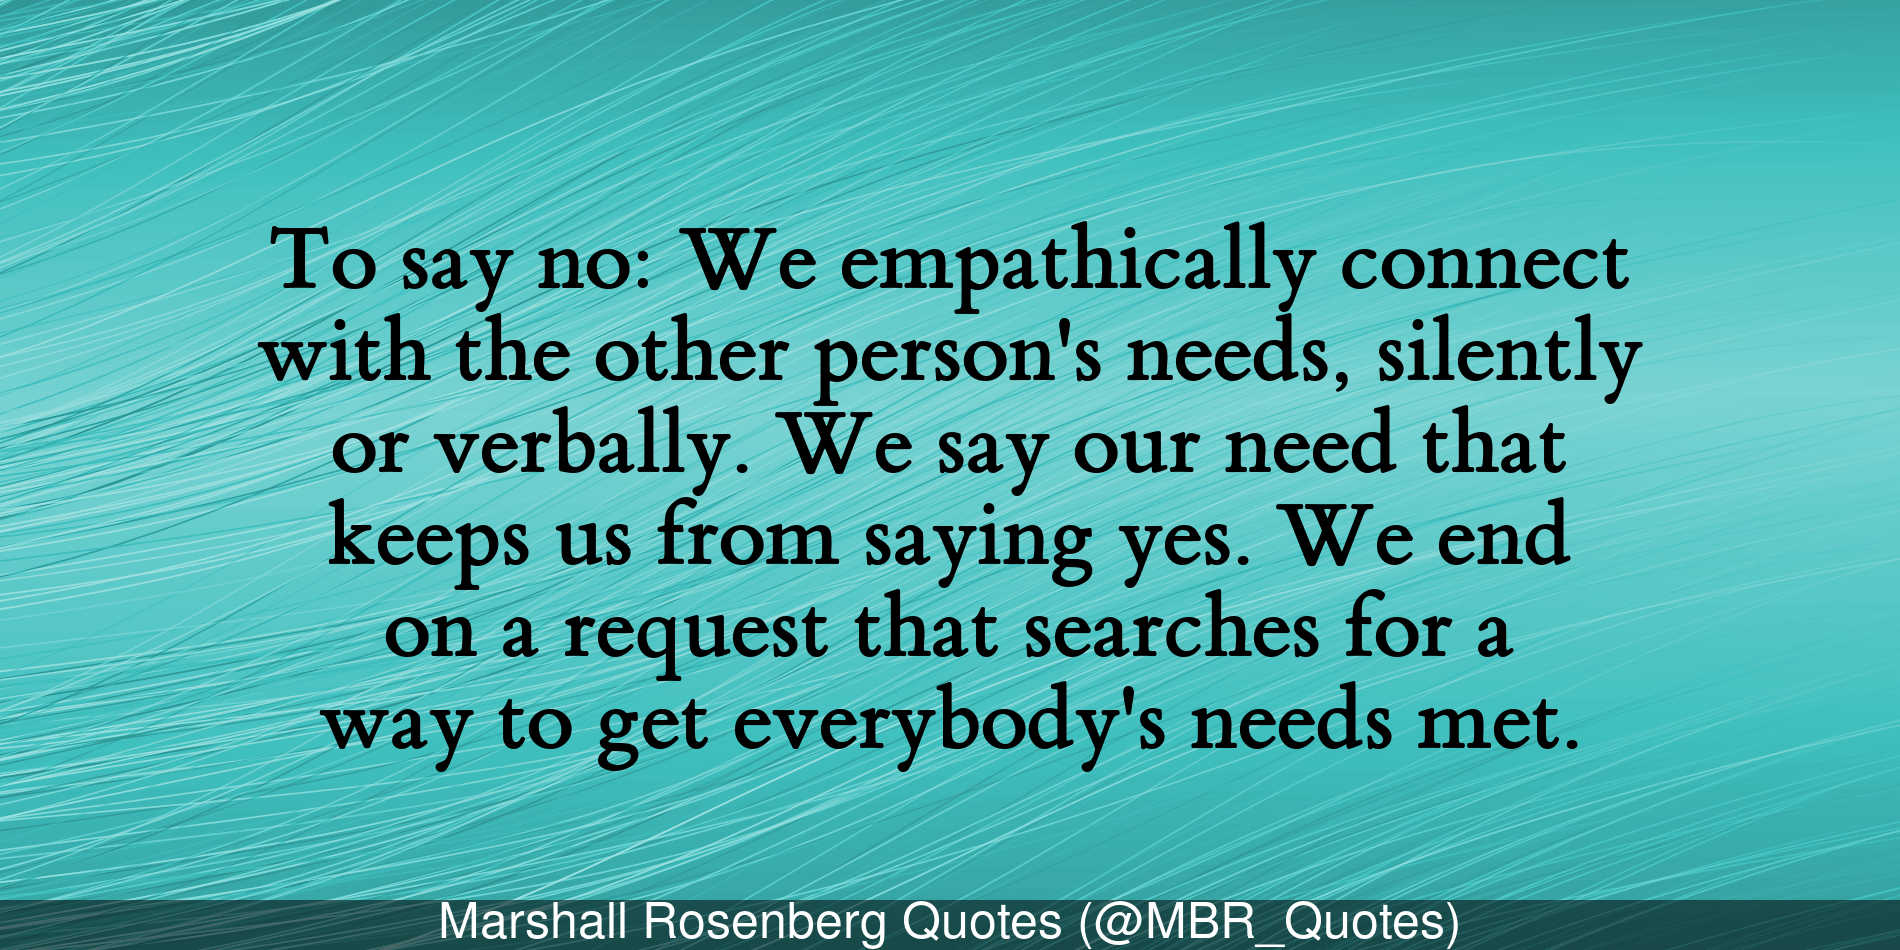 To say no: We empathically connect
with the other person's needs, silently
or verbally. We say our need that
keeps us from saying yes. We end
on a request that searches for a
way to get everybody's needs met.
Marshall Rosenberg Quotes (@MBR_Quotes)